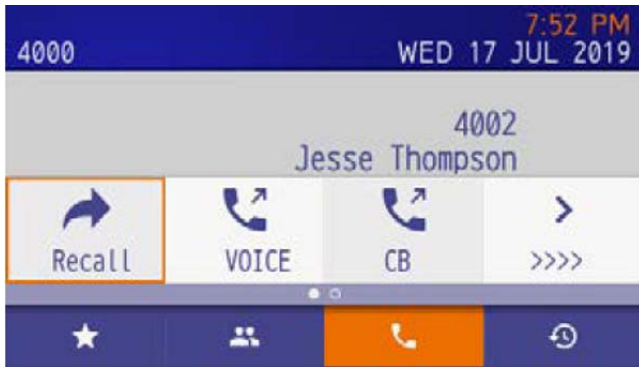 7:52 PM
4000 WED 17 JUL 2019
4002
Jesse Thompson
Recall VOICE CB >>>>